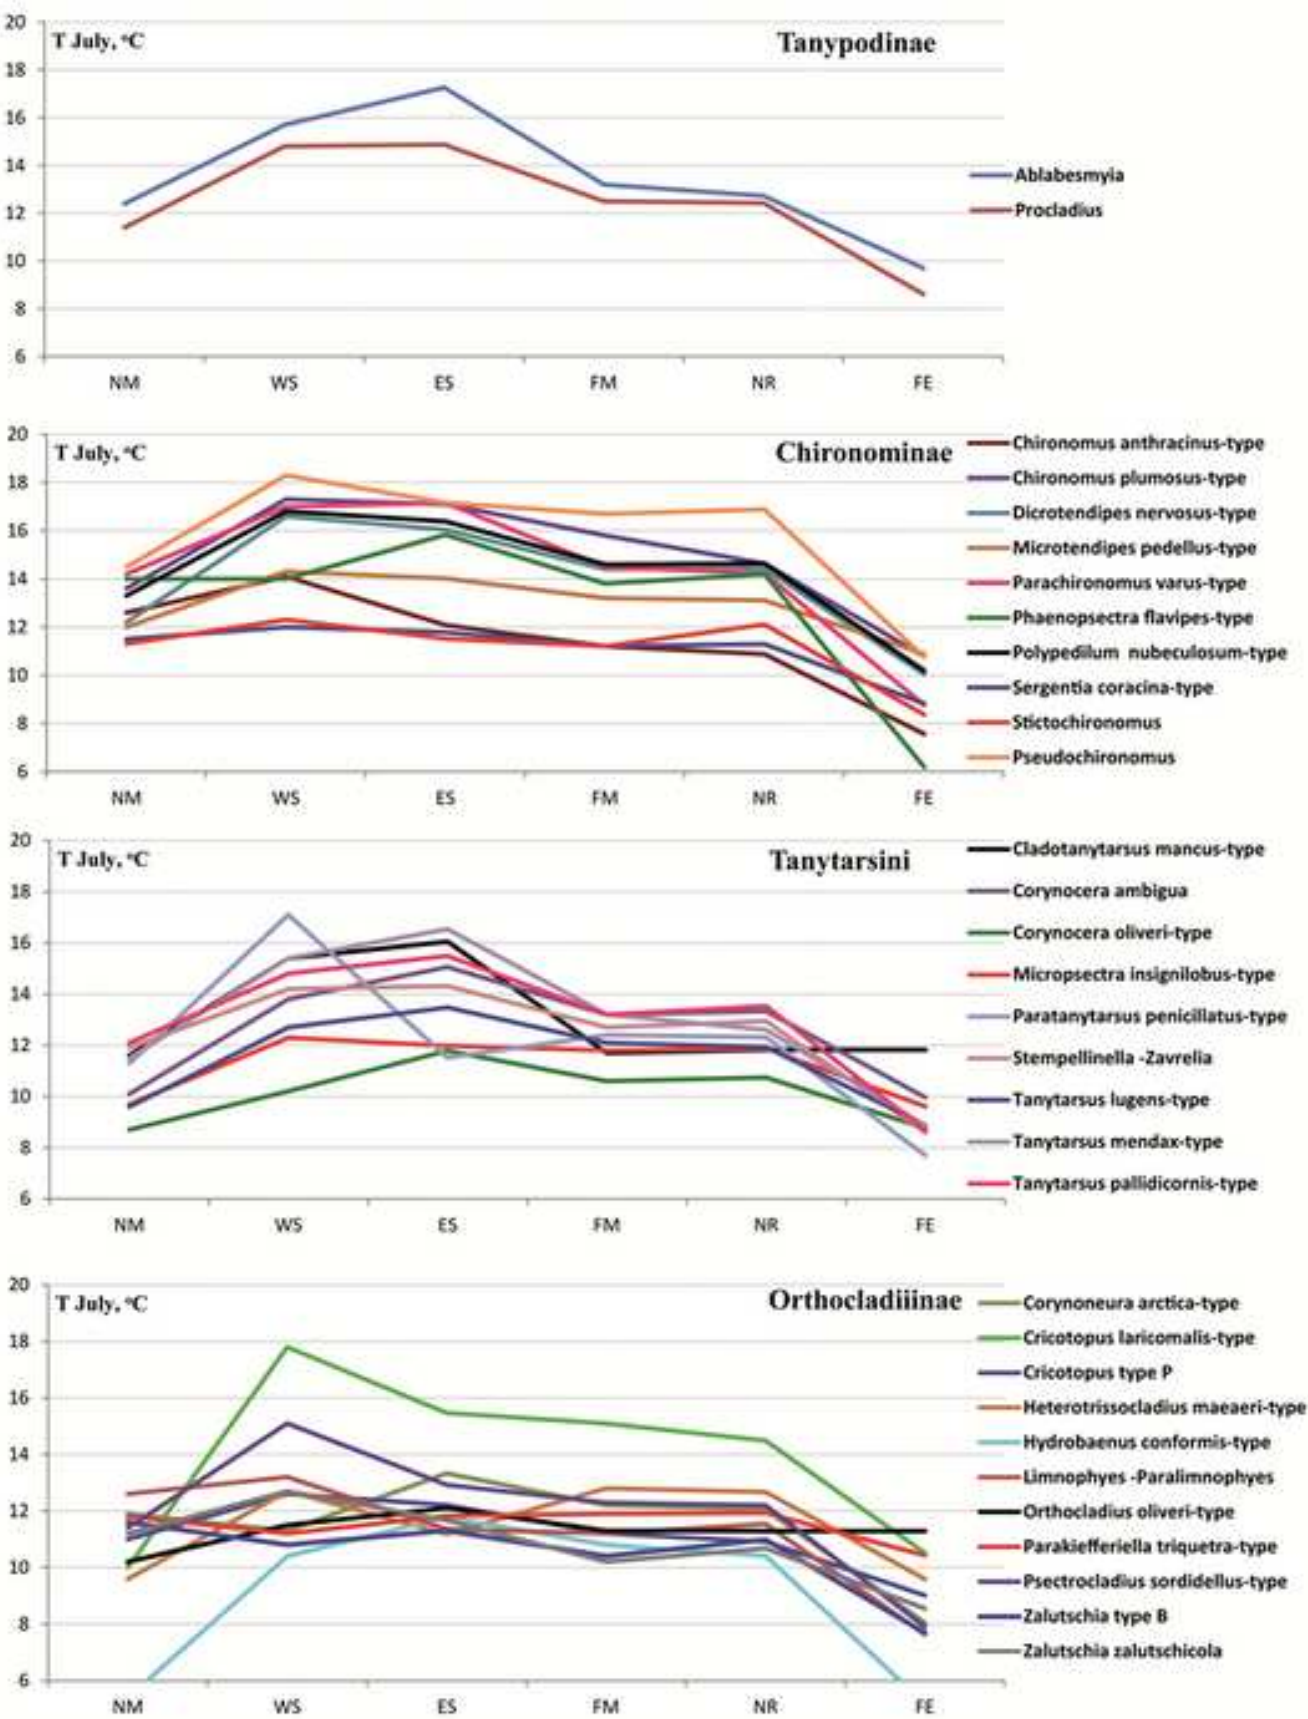 20
T July, °C
Tanypodinae
18
16
14
12
10
8
6
Ablabesmyia
Procladius
NM WS ES FM NR FE
20
T July, °C
Chironominae
18
16
14
12
10
8
6
Chironomus anthracinus-type
Chironomus plumosus-type
Dicrotendipes nervosus-type
Microtendipes pedellus-type
Parachironomus varus-type
Phaenopsectra flavipes-type
Polypedilum nubeculosum-type
Sergentia coracina-type
Stictochironomus
Pseudochironomus
NM WS ES FM NR FE
20
T July, °C
Tanytarsini
18
16
14
12
10
8
6
Cladotanytarsus mancus-type
Corynocera ambigua
Corynocera oliveri-type
Micropsectra insignilobus-type
Paratanytarsus penicillatus-type
Stempellinella -Zavrelia
Tanytarsus lugens-type
Tanytarsus mendax-type
Tanytarsus pallidicornis-type
NM WS ES FM NR FE
20
T July, °C
Orthocladiiinae
18
16
14
12
10
8
6
Corynoneura arctica-type
Cricotopus laricomalis-type
Cricotopus type P
Heterotrissocladius maeaeri-type
Hydrobaenus conformis-type
Limnophyes -Paralimnophyes
Orthocladius oliveri-type
Parakiefferiella triquetra-type
Psectrocladius sordidellus-type
Zalutschia type B
Zalutschia zalutschicola
NM WS ES FM NR FE